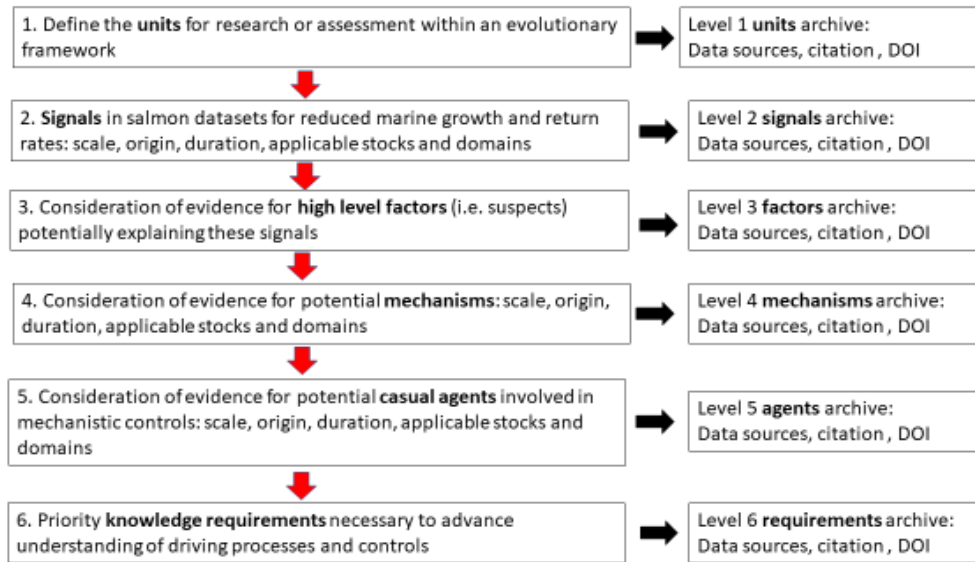 1. Define the units for research or assessment within an evolutionary
framework
Level 1 units archive:
Data sources, citation , DOI
2. Signals in salmon datasets for reduced marine growth and return
rates: scale, origin, duration, applicable stocks and domains
Level 2 signals archive:
Data sources, citation , DOI
3. Consideration of evidence for high level factors (i.e. suspects)
potentially explaining these signals
Level 3 factors archive:
Data sources, citation , DOI
4. Consideration of evidence for potential mechanisms: scale, origin,
duration, applicable stocks and domains
Level 4 mechanisms archive:
Data sources, citation , DOI
5. Consideration of evidence for potential casual agents involved in
mechanistic controls: scale, origin, duration, applicable stocks and
domains
Level 5 agents archive:
Data sources, citation , DOI
6. Priority knowledge requirements necessary to advance
understanding of driving processes and controls
Level 6 requirements archive:
Data sources, citation , DOI